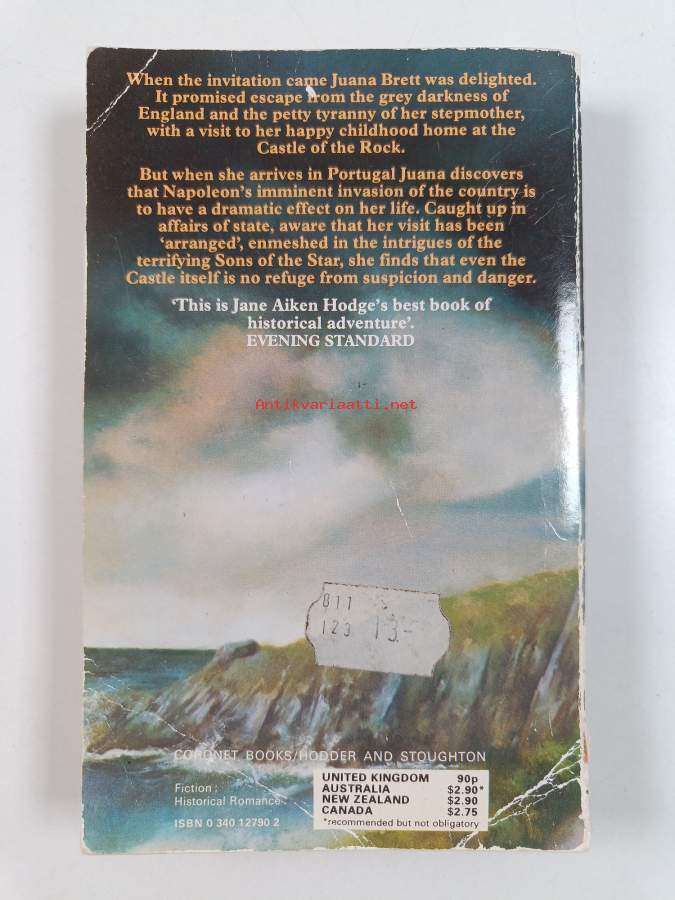 When the invitation came Juana Brett was delighted.
It promised escape from the grey darkness of
England and the petty tyranny of her stepmother,
with a visit to her happy childhood home at the
Castle of the Rock.
But when she arrives in Portugal Juana discovers
that Napoleon's imminent invasion of the country is
to have a dramatic effect on her life. Caught up in
affairs of state, aware that her visit has been
'arranged', enmeshed in the intrigues of the
terrifying Sons of the Star, she finds that even the
Castle itself is no refuge from suspicion and danger.
'This is Jane Aiken Hodge's best book of
historical adventure'.
EVENING STANDARD
Antikvariaatti.net
811
123 13.-
CORONET BOOKS/HODDER AND STOUGHTON
Fiction:
Historical Romance
ISBN 0 340 12790 2
UNITED KINGDOM 90p
AUSTRALIA $2.90*
NEW ZEALAND $2.90
CANADA $2.75
*recommended but not obligatory